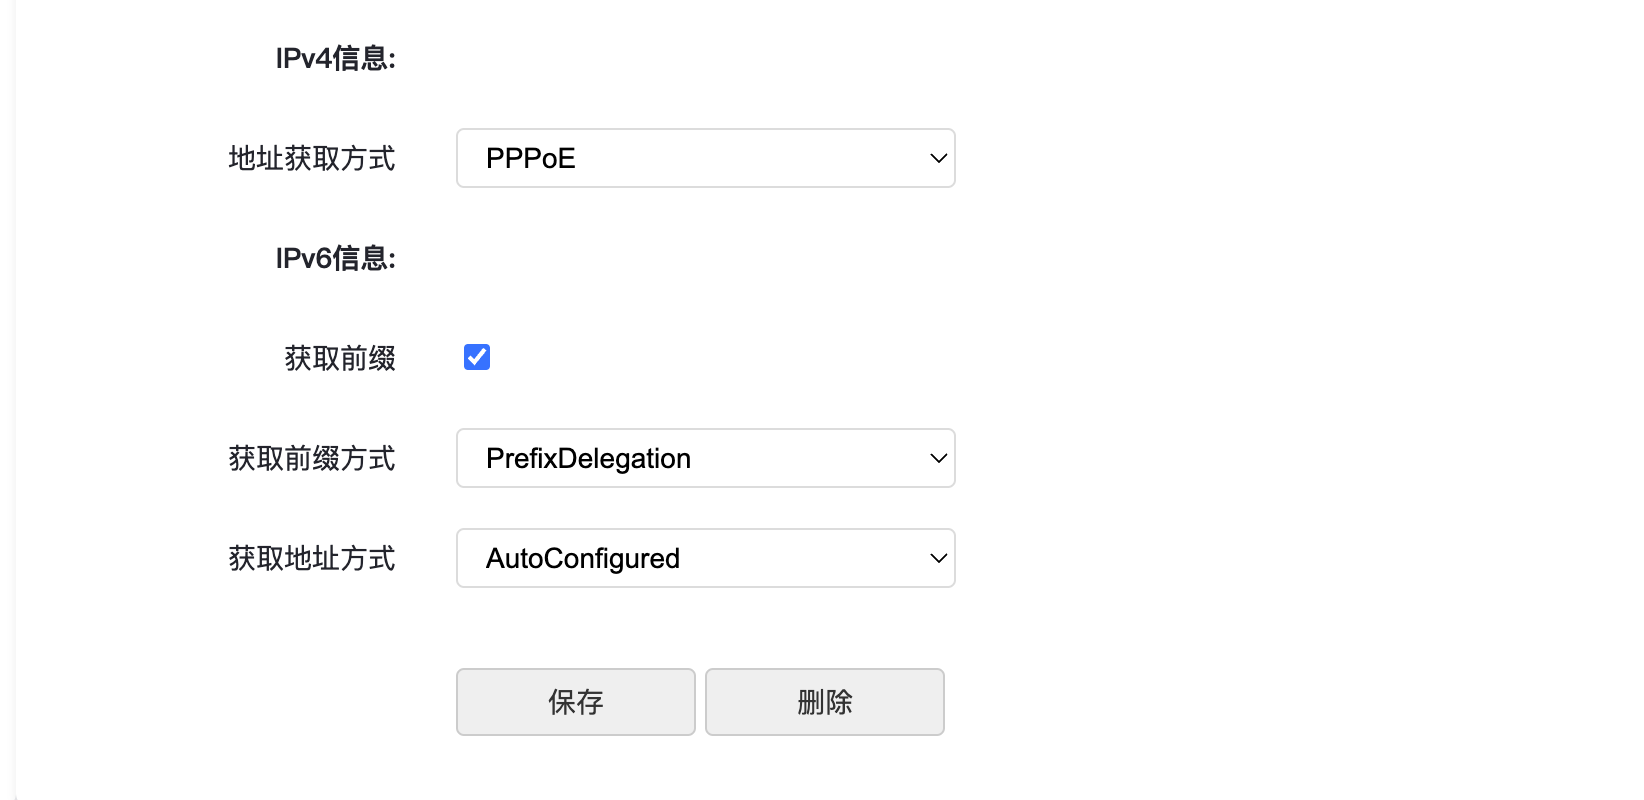 IPv4信息:
地址获取方式 PPPoE
IPv6信息:
获取前缀
获取前缀方式 PrefixDelegation
获取地址方式 AutoConfigured
保存 删除